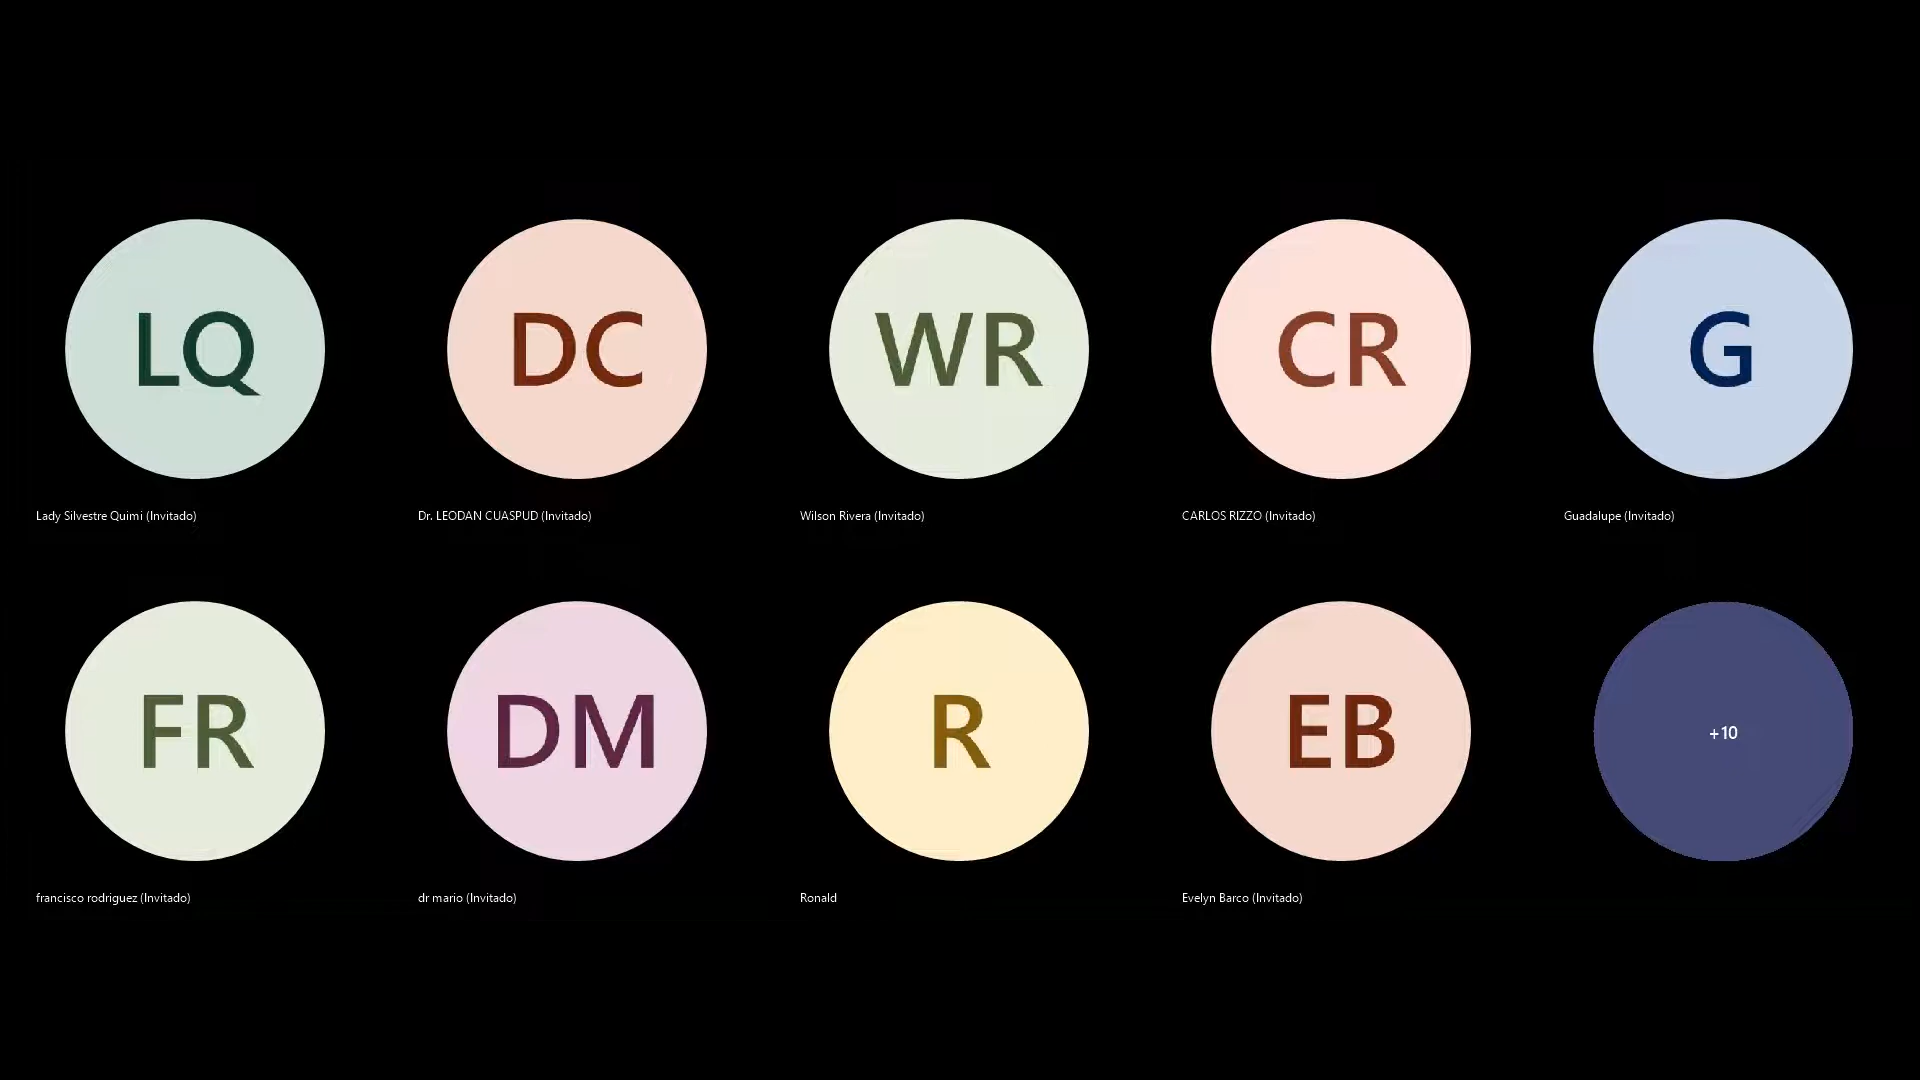 LQ
DC
WR
CR
G
Lady Silvestre Quimi (Invitado)
Dr. LEODAN CUASPUD (Invitado)
Wilson Rivera (Invitado)
CARLOS RIZZO (Invitado)
Guadalupe (Invitado)
FR
DM
R
EB
+10
francisco rodriguez (Invitado)
dr mario (Invitado)
Ronald
Evelyn Barco (Invitado)